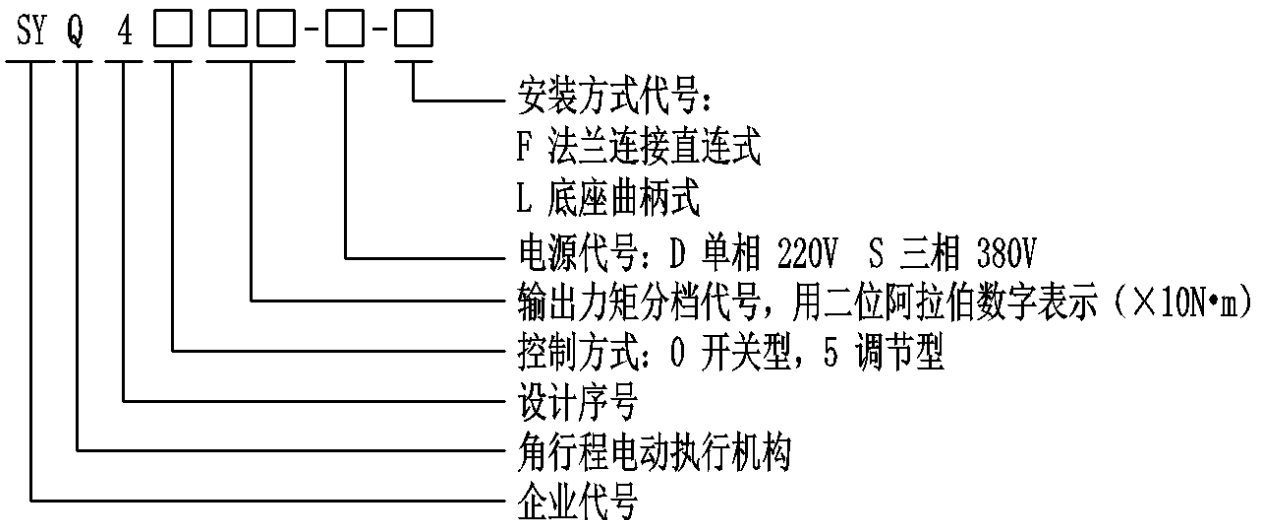 SY Q 4 □ □□-□-□
安装方式代号：
F 法兰连接直连式
L 底座曲柄式
电源代号：D 单相 220V S 三相 380V
输出力矩分档代号，用二位阿拉伯数字表示（×10N•m）
控制方式：0 开关型，5 调节型
设计序号
角行程电动执行机构
企业代号